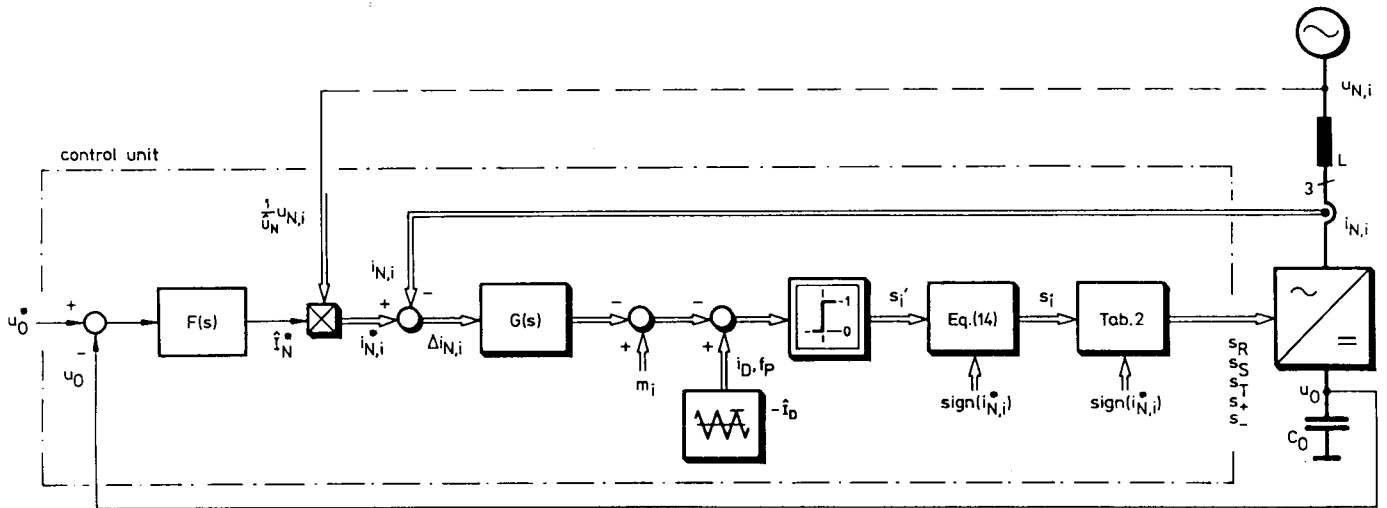 u_N,i
control unit
L
3
1/Û_N u_N,i
i_N,i
i_N,i
u_0* + F(s) Î_N* + i_N,i* − Δi_N,i G(s) − + m_i − + i_D, f_P −1 0 s_i' Eq.(14) s_i Tab.2 ~ =
− u_0
−Î_D
sign(i_N,i*)
sign(i_N,i*)
s_R
s_S
s_T
s_+
s_−
u_0
C_0